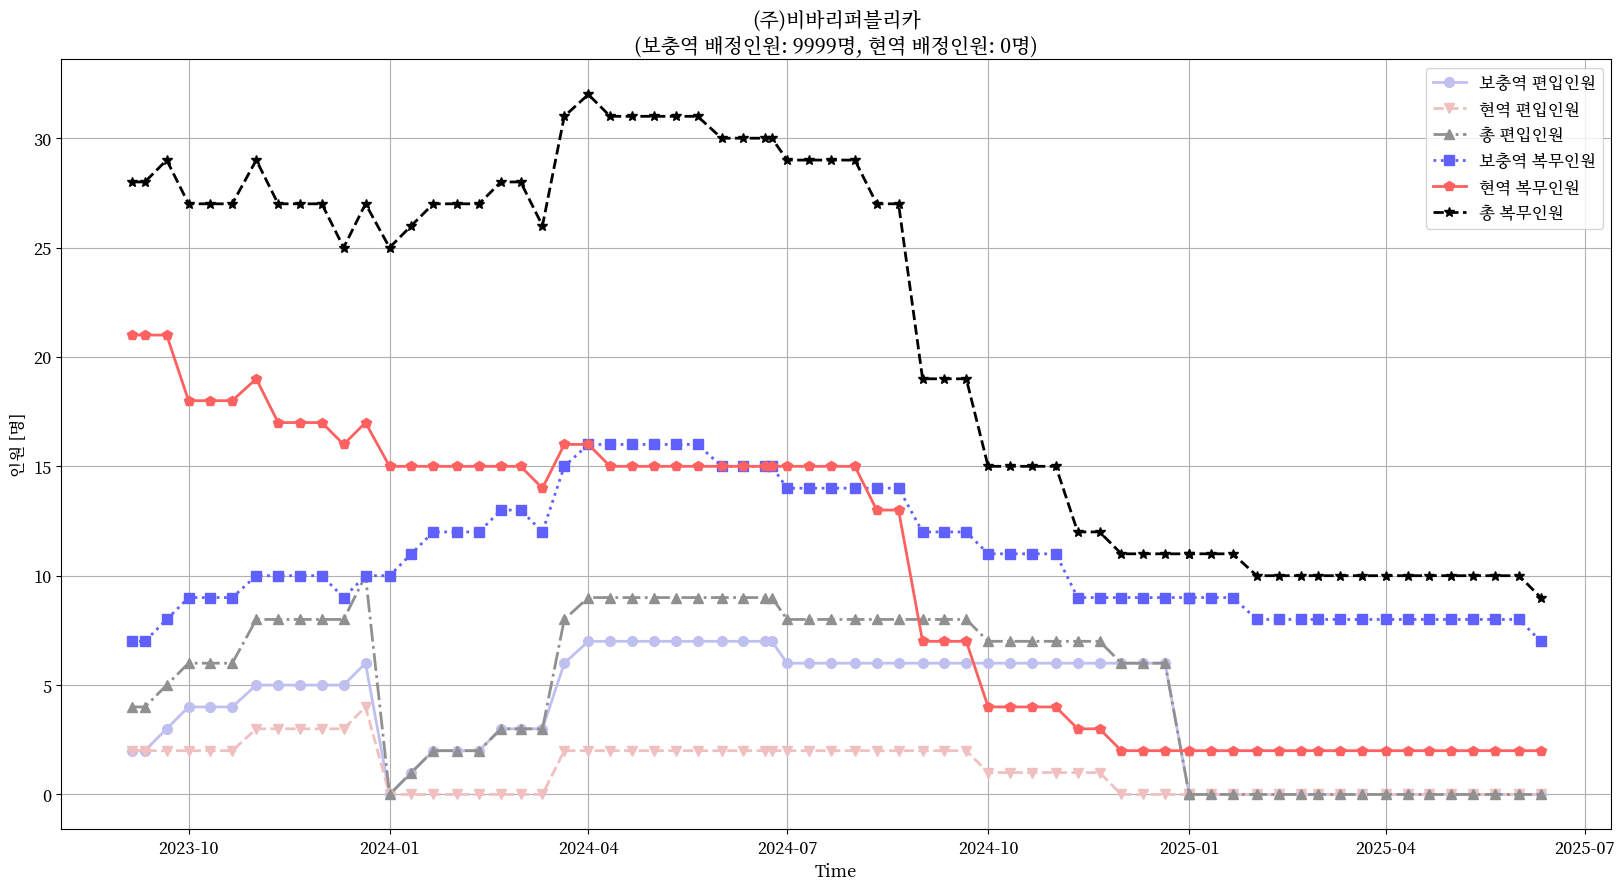 (주)비바리퍼블리카
(보충역 배정인원: 9999명, 현역 배정인원: 0명)
보충역 편입인원
현역 편입인원
총 편입인원
보충역 복무인원
현역 복무인원
총 복무인원
인원 [명]
30
25
20
15
10
5
0
2023-10
2024-01
2024-04
2024-07
2024-10
2025-01
2025-04
2025-07
Time